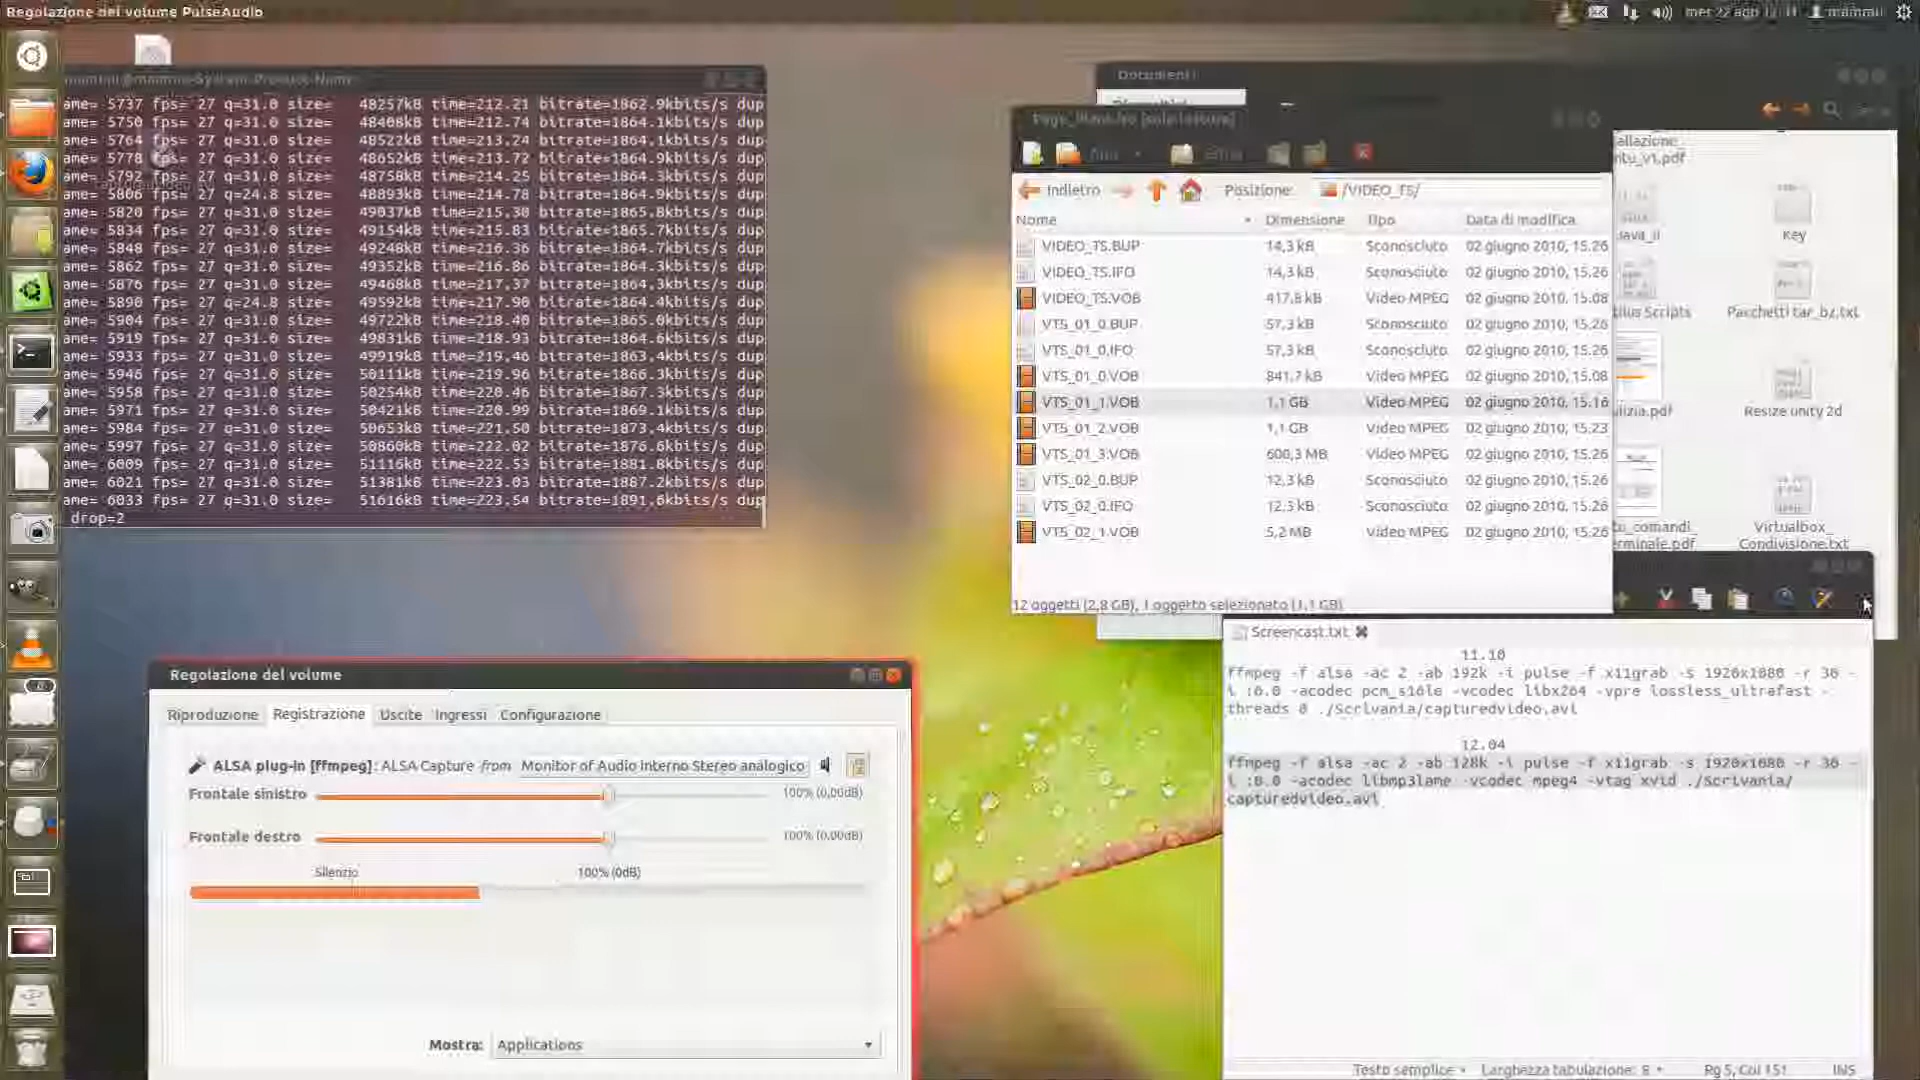 Regolazione del volume PulseAudio
mer 22 ago
ame= 5737 fps= 27 q=31.0 size= 48257kB time=212.21 bitrate=1862.9kbits/s dup
ame= 5750 fps= 27 q=31.0 size= 48408kB time=212.74 bitrate=1864.1kbits/s dup
ame= 5764 fps= 27 q=31.0 size= 48522kB time=213.24 bitrate=1864.1kbits/s dup
ame= 5778 fps= 27 q=31.0 size= 48652kB time=213.72 bitrate=1864.9kbits/s dup
ame= 5792 fps= 27 q=31.0 size= 48758kB time=214.25 bitrate=1864.3kbits/s dup
ame= 5806 fps= 27 q=24.8 size= 48893kB time=214.78 bitrate=1864.9kbits/s dup
ame= 5820 fps= 27 q=31.0 size= 49037kB time=215.30 bitrate=1865.8kbits/s dup
ame= 5834 fps= 27 q=31.0 size= 49154kB time=215.83 bitrate=1865.7kbits/s dup
ame= 5848 fps= 27 q=31.0 size= 49248kB time=216.36 bitrate=1864.7kbits/s dup
ame= 5862 fps= 27 q=31.0 size= 49352kB time=216.86 bitrate=1864.3kbits/s dup
ame= 5876 fps= 27 q=31.0 size= 49468kB time=217.37 bitrate=1864.3kbits/s dup
ame= 5890 fps= 27 q=24.8 size= 49592kB time=217.90 bitrate=1864.4kbits/s dup
ame= 5904 fps= 27 q=31.0 size= 49722kB time=218.40 bitrate=1865.0kbits/s dup
ame= 5919 fps= 27 q=31.0 size= 49831kB time=218.93 bitrate=1864.6kbits/s dup
ame= 5933 fps= 27 q=31.0 size= 49919kB time=219.46 bitrate=1863.4kbits/s dup
ame= 5946 fps= 27 q=31.0 size= 50111kB time=219.96 bitrate=1866.3kbits/s dup
ame= 5958 fps= 27 q=31.0 size= 50254kB time=220.46 bitrate=1867.3kbits/s dup
ame= 5971 fps= 27 q=31.0 size= 50421kB time=220.99 bitrate=1869.1kbits/s dup
ame= 5984 fps= 27 q=31.0 size= 50653kB time=221.50 bitrate=1873.4kbits/s dup
ame= 5997 fps= 27 q=31.0 size= 50860kB time=222.02 bitrate=1876.6kbits/s dup
ame= 6009 fps= 27 q=31.0 size= 51116kB time=222.53 bitrate=1881.8kbits/s dup
ame= 6021 fps= 27 q=31.0 size= 51381kB time=223.03 bitrate=1887.2kbits/s dup
ame= 6033 fps= 27 q=31.0 size= 51616kB time=223.54 bitrate=1891.6kbits/s dup
drop=2
Documenti
Indietro Posizione: /VIDEO_TS/
Nome Dimensione Tipo Data di modifica
VIDEO_TS.BUP 14,3 kB Sconosciuto 02 giugno 2010, 15.26
VIDEO_TS.IFO 14,3 kB Sconosciuto 02 giugno 2010, 15.26
VIDEO_TS.VOB 417,8 kB Video MPEG 02 giugno 2010, 15.08
VTS_01_0.BUP 57,3 kB Sconosciuto 02 giugno 2010, 15.26
VTS_01_0.IFO 57,3 kB Sconosciuto 02 giugno 2010, 15.26
VTS_01_0.VOB 841,7 kB Video MPEG 02 giugno 2010, 15.08
VTS_01_1.VOB 1,1 GB Video MPEG 02 giugno 2010, 15.16
VTS_01_2.VOB 1,1 GB Video MPEG 02 giugno 2010, 15.23
VTS_01_3.VOB 600,3 MB Video MPEG 02 giugno 2010, 15.26
VTS_02_0.BUP 12,3 kB Sconosciuto 02 giugno 2010, 15.26
VTS_02_0.IFO 12,3 kB Sconosciuto 02 giugno 2010, 15.26
VTS_02_1.VOB 5,2 MB Video MPEG 02 giugno 2010, 15.26
12 oggetti (2,8 GB), 1 oggetto selezionato (1,1 GB)
allazione
ntu_v1.pdf
Key
tilus Scripts
Pacchetti tar_bz.txt
lizia.pdf
Resize unity 2d
tu_comandi_
erminale.pdf
Virtualbox_
Condivisione.txt
Screencast.txt
11.10
ffmpeg -f alsa -ac 2 -ab 192k -i pulse -f x11grab -s 1920x1080 -r 30 -
i :0.0 -acodec pcm_s16le -vcodec libx264 -vpre lossless_ultrafast -
threads 0 ./Scrivania/capturedvideo.avi
12.04
ffmpeg -f alsa -ac 2 -ab 128k -i pulse -f x11grab -s 1920x1080 -r 30 -
i :0.0 -acodec libmp3lame -vcodec mpeg4 -vtag xvid ./Scrivania/
capturedvideo.avi
Testo semplice Larghezza tabulazione: 8 Rg 5, Col 151 INS
Regolazione del volume
Riproduzione Registrazione Uscite Ingressi Configurazione
ALSA plug-in [ffmpeg]: ALSA Capture from Monitor of Audio interno Stereo analogico
Frontale sinistro 100% (0,00dB)
Frontale destro 100% (0,00dB)
Silenzio 100% (0dB)
Mostra: Applications